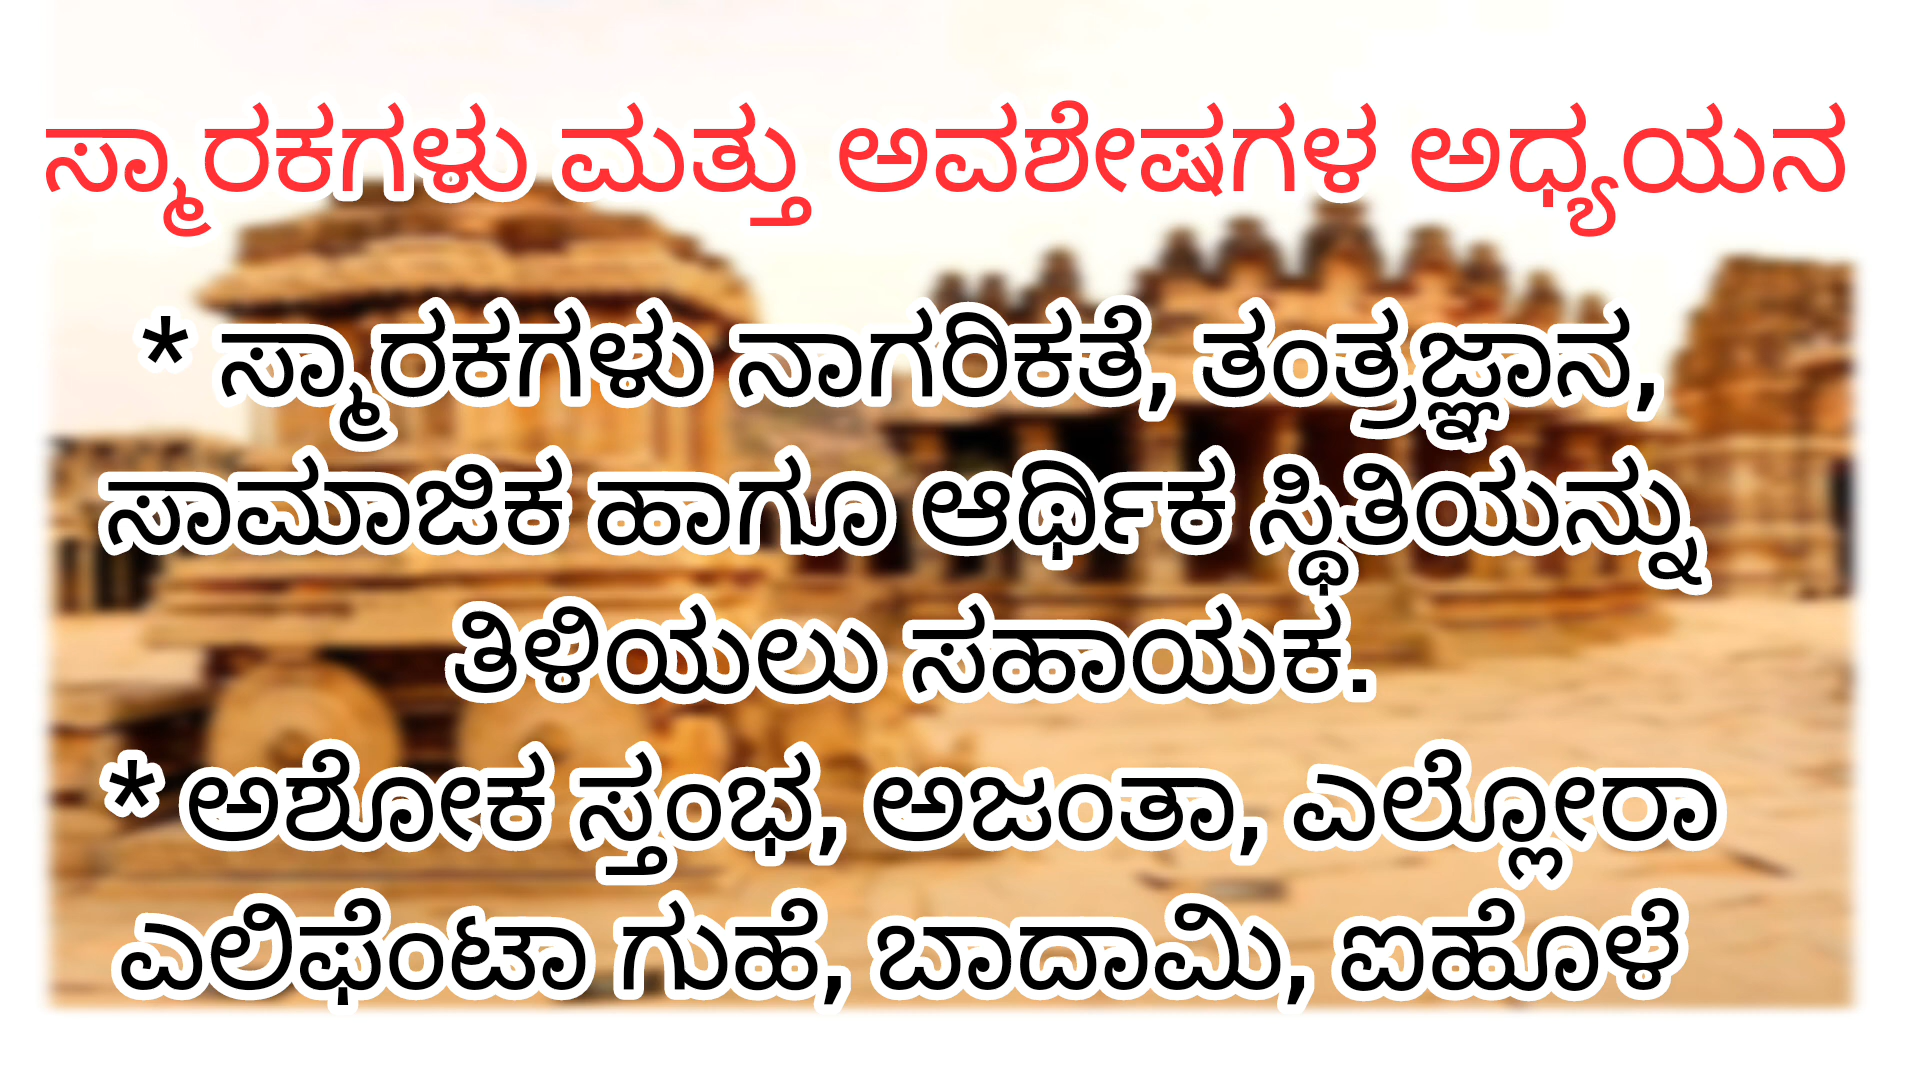 ಸ್ಮಾರಕಗಳು ಮತ್ತು ಅವಶೇಷಗಳ ಅಧ್ಯಯನ
* ಸ್ಮಾರಕಗಳು ನಾಗರಿಕತೆ, ತಂತ್ರಜ್ಞಾನ,
ಸಾಮಾಜಿಕ ಹಾಗೂ ಆರ್ಥಿಕ ಸ್ಥಿತಿಯನ್ನು
ತಿಳಿಯಲು ಸಹಾಯಕ.
* ಅಶೋಕ ಸ್ತಂಭ, ಅಜಂತಾ, ಎಲ್ಲೋರಾ
ಎಲಿಫೆಂಟಾ ಗುಹೆ, ಬಾದಾಮಿ, ಐಹೊಳೆ